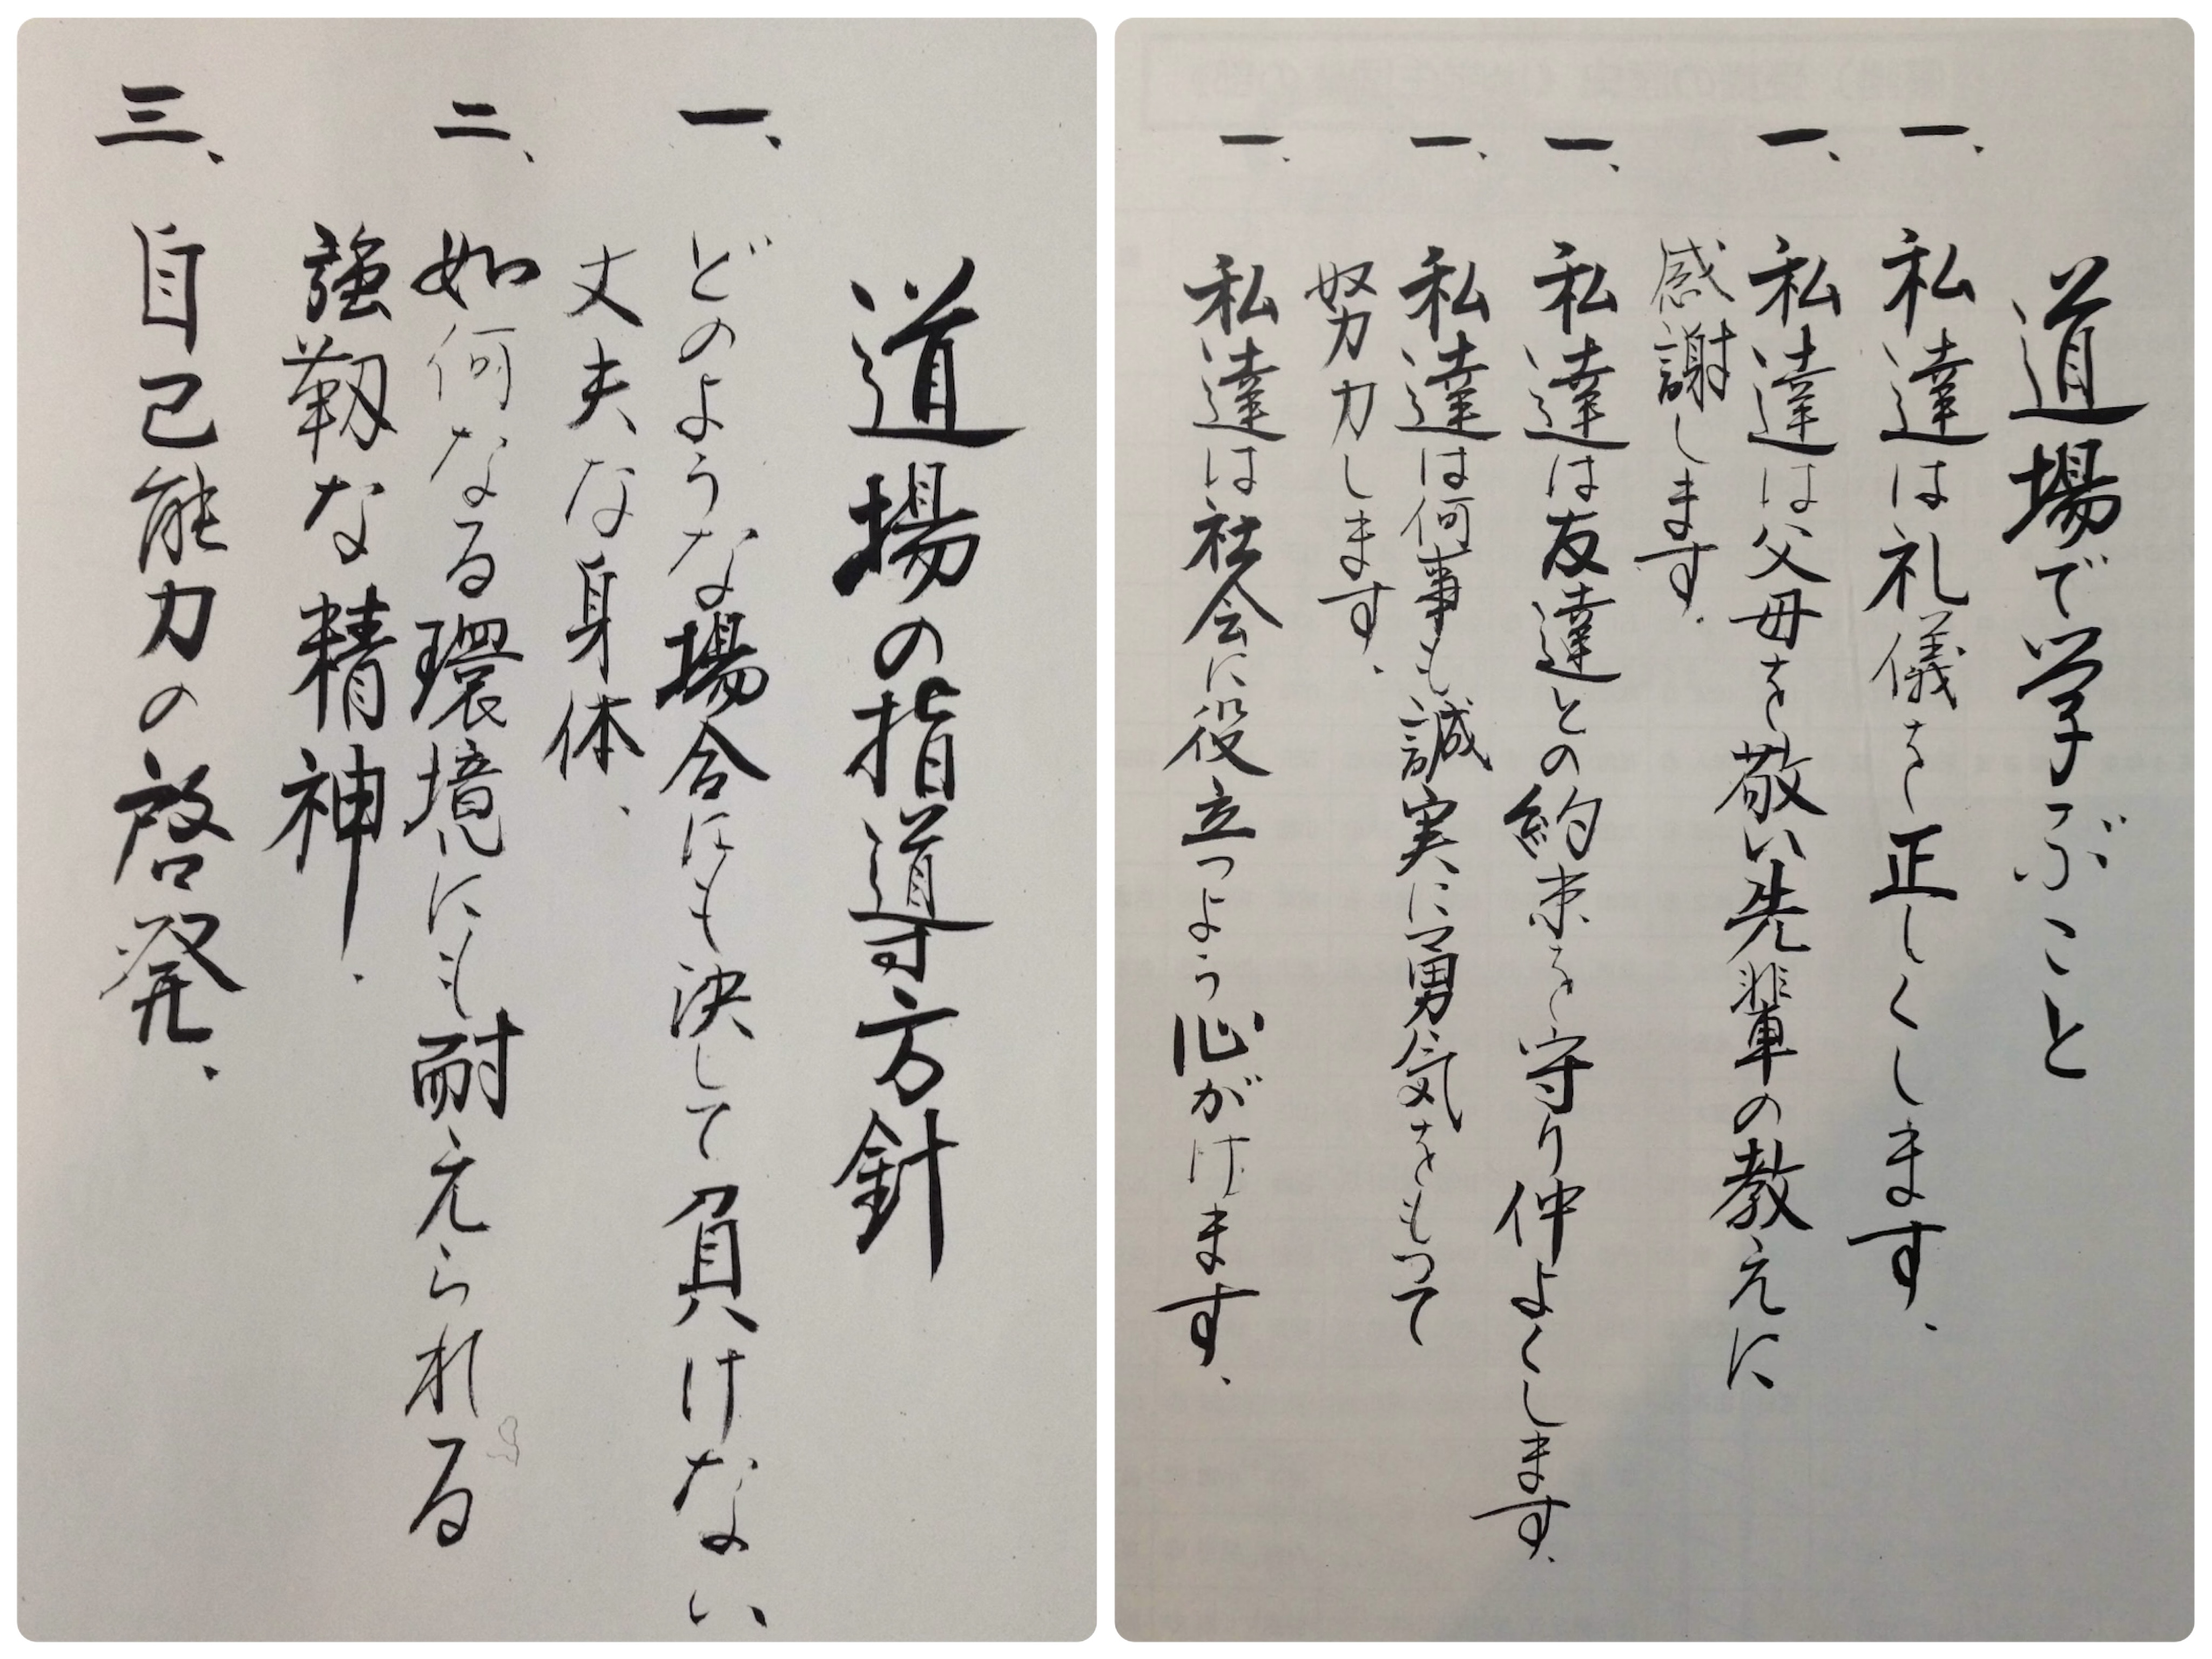 道場で学ぶこと
一、私達は礼儀を正しくします、
一、私達は父母を敬い先輩の教えに
感謝します、
一、私達は友達との約束を守り仲よくします、
一、私達は何事も誠実に勇気をもって
努力します、
一、私達は社会に役立つよう心がけます、
道場の指導方針
一、どのような場合にも決して負けない
丈夫な身体、
二、如何なる環境にも耐えられる
強靱な精神、
三、自己能力の啓発、